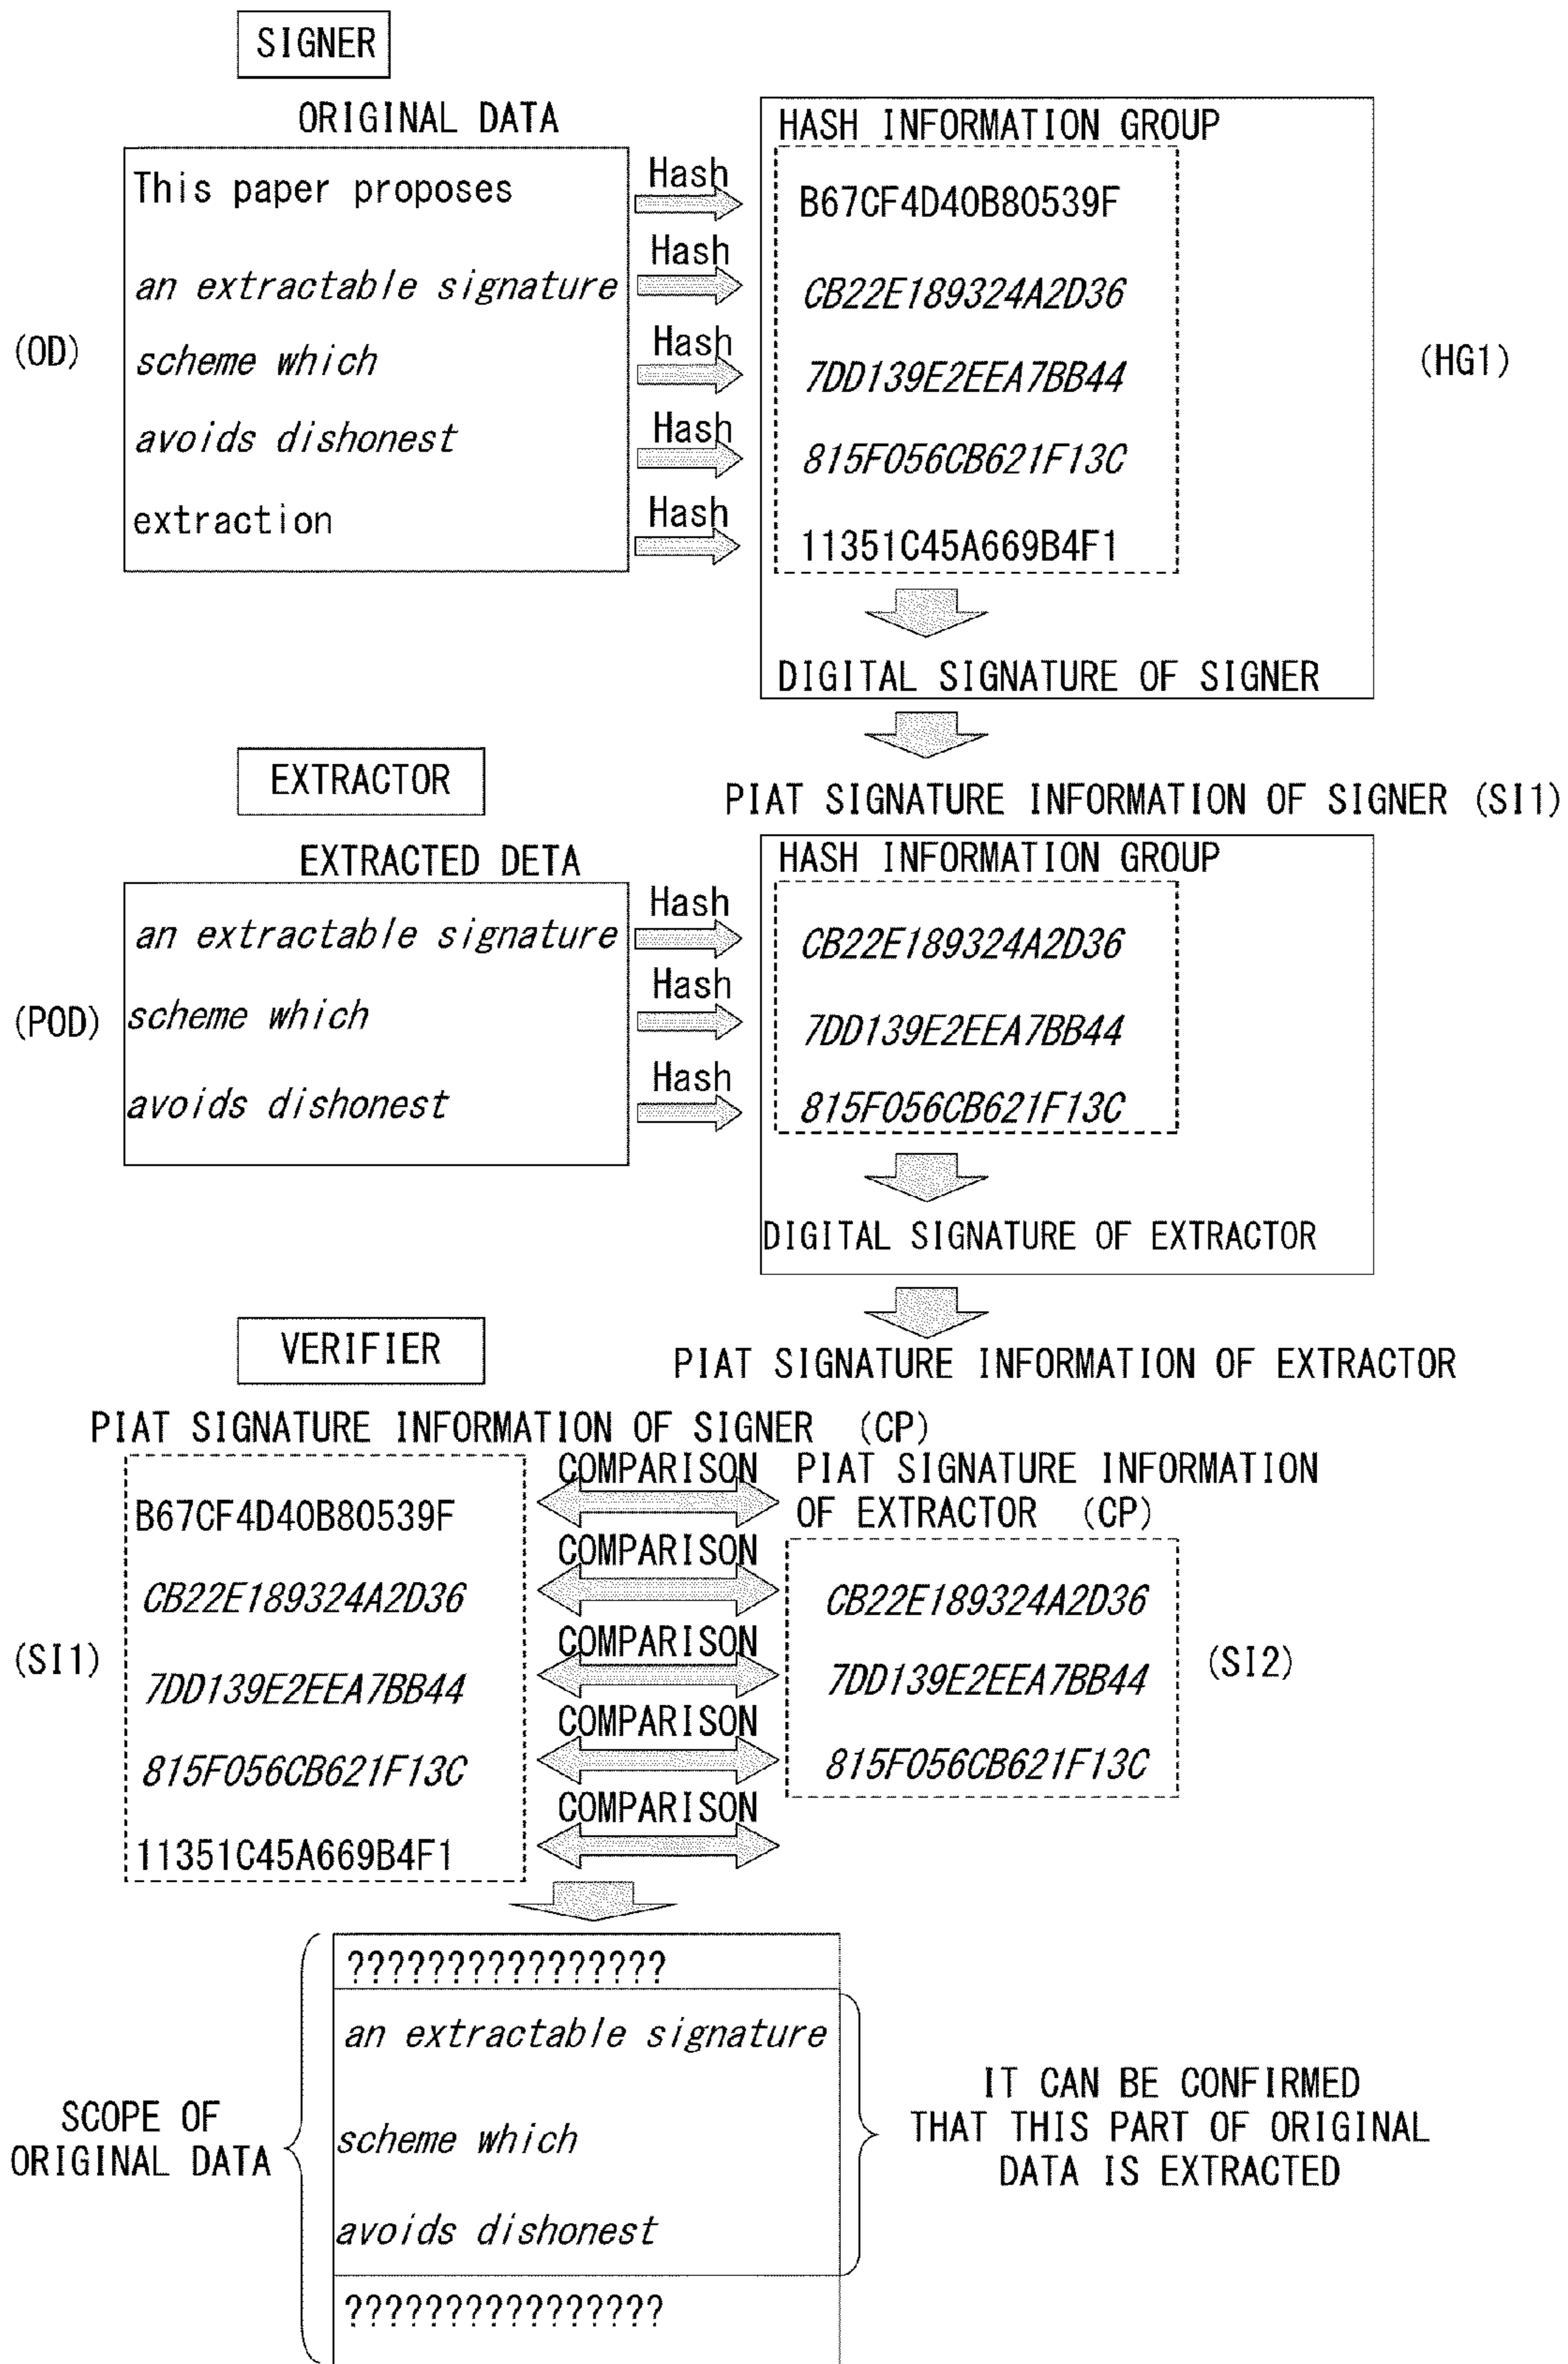 SIGNER
ORIGINAL DATA
This paper proposes
an extractable signature
scheme which
avoids dishonest
extraction
(OD)
Hash
Hash
Hash
Hash
Hash
HASH INFORMATION GROUP
B67CF4D40B80539F
CB22E189324A2D36
7DD139E2EEA7BB44
815F056CB621F13C
11351C45A669B4F1
(HG1)
DIGITAL SIGNATURE OF SIGNER
PIAT SIGNATURE INFORMATION OF SIGNER (SI1)
EXTRACTOR
EXTRACTED DETA
an extractable signature
scheme which
avoids dishonest
(POD)
Hash
Hash
Hash
HASH INFORMATION GROUP
CB22E189324A2D36
7DD139E2EEA7BB44
815F056CB621F13C
DIGITAL SIGNATURE OF EXTRACTOR
PIAT SIGNATURE INFORMATION OF EXTRACTOR
VERIFIER
PIAT SIGNATURE INFORMATION OF SIGNER (CP)
B67CF4D40B80539F
CB22E189324A2D36
7DD139E2EEA7BB44
815F056CB621F13C
11351C45A669B4F1
(SI1)
COMPARISON
COMPARISON
COMPARISON
COMPARISON
COMPARISON
PIAT SIGNATURE INFORMATION
OF EXTRACTOR (CP)
CB22E189324A2D36
7DD139E2EEA7BB44
815F056CB621F13C
(SI2)
SCOPE OF
ORIGINAL DATA
????????????????
an extractable signature
scheme which
avoids dishonest
????????????????
IT CAN BE CONFIRMED
THAT THIS PART OF ORIGINAL
DATA IS EXTRACTED